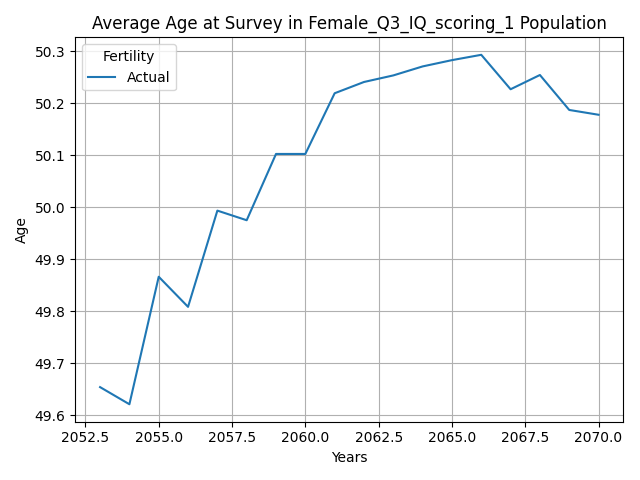 Average Age at Survey in Female_Q3_IQ_scoring_1 Population
Fertility
Actual
Age
50.3
50.2
50.1
50.0
49.9
49.8
49.7
49.6
2052.5 2055.0 2057.5 2060.0 2062.5 2065.0 2067.5 2070.0
Years